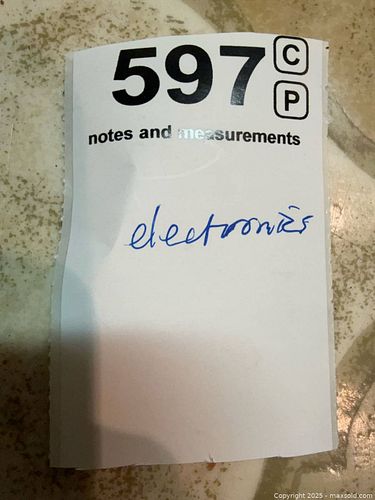 597 C
P
notes and measurements
electronics
Copyright 2025 - maxsold.com